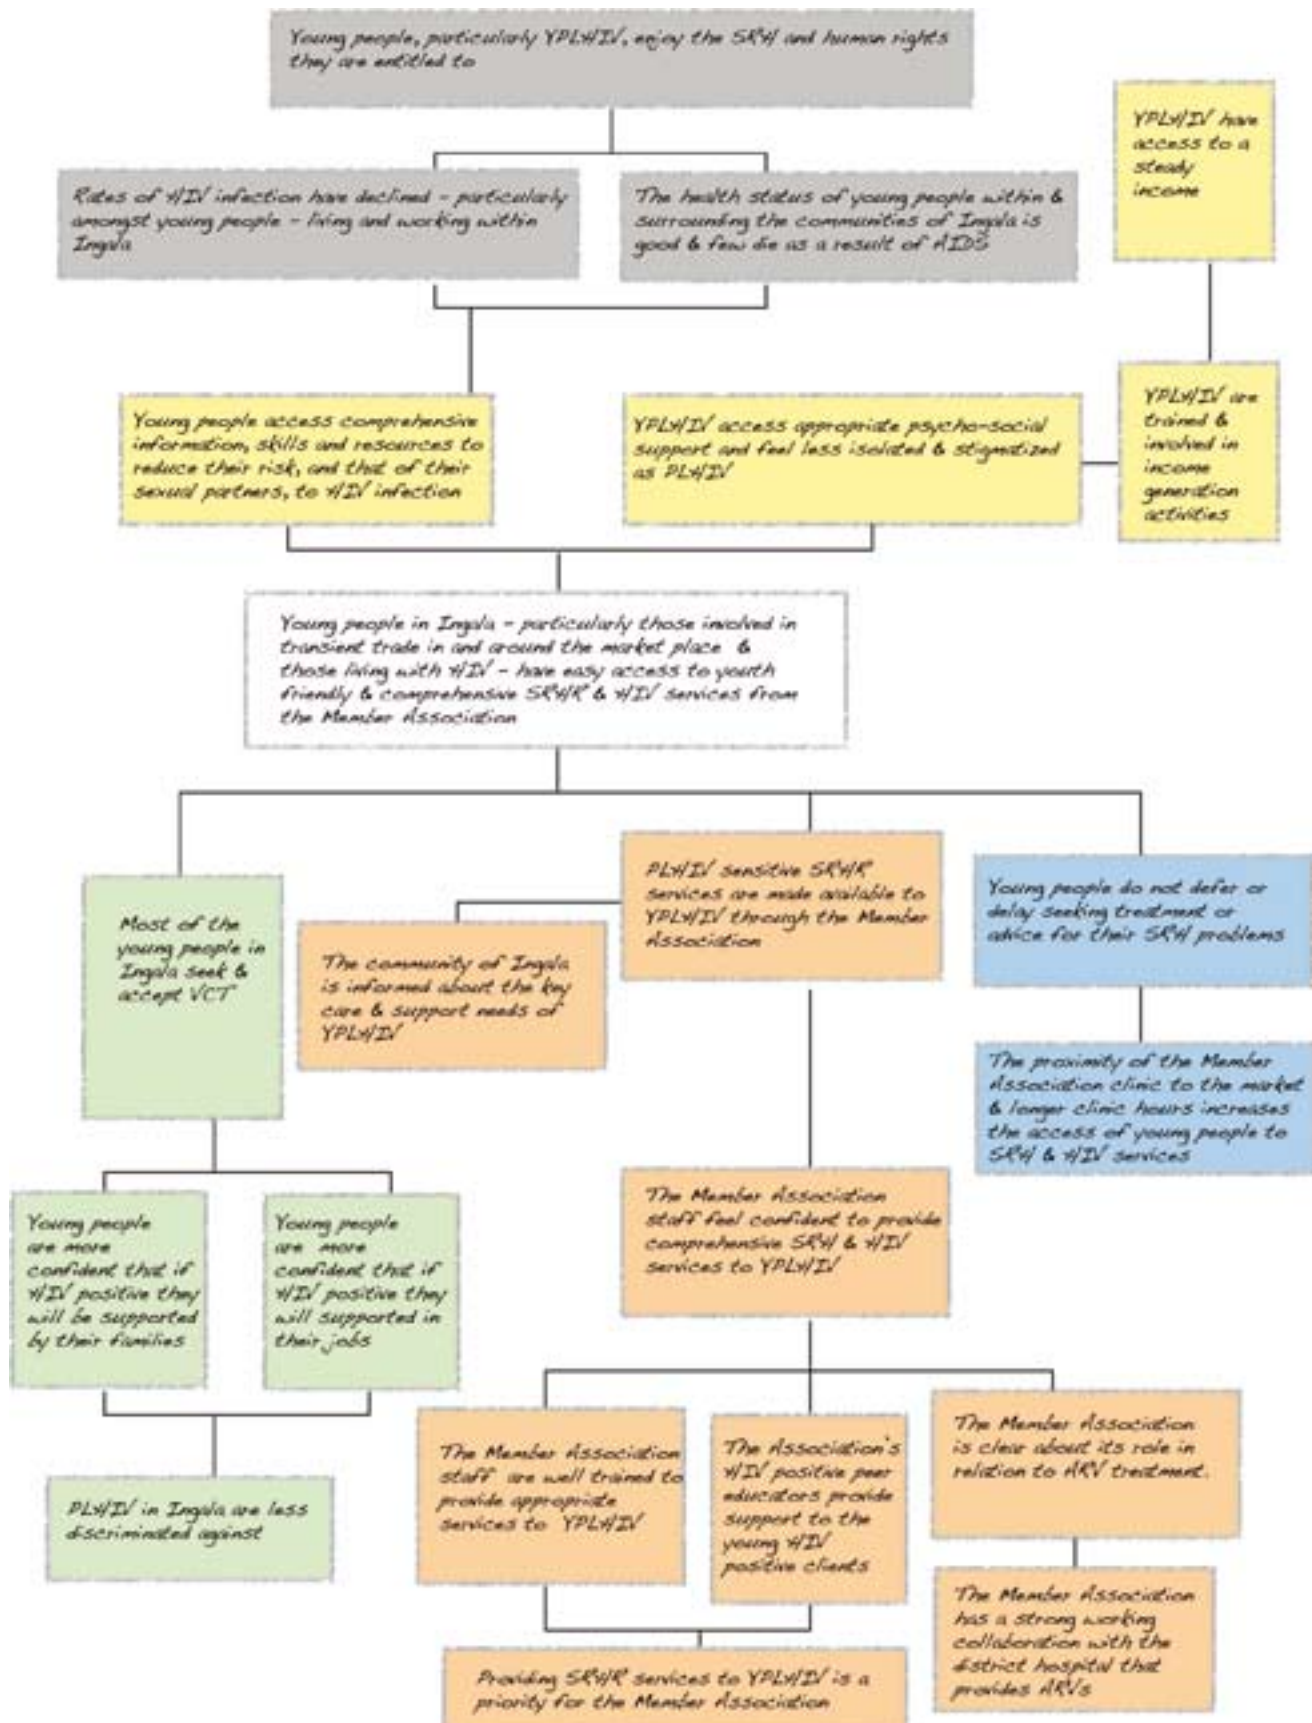 Young people, particularly YPLHIV, enjoy the SRH and human rights
they are entitled to
YPLHIV have
access to a
steady
income
Rates of HIV infection have declined - particularly
amongst young people - living and working within
Ingala
The health status of young people within &
surrounding the communities of Ingala is
good & few die as a result of AIDS
Young people access comprehensive
information, skills and resources to
reduce their risk, and that of their
sexual partners, to HIV infection
YPLHIV access appropriate psycho-social
support and feel less isolated & stigmatized
as PLHIV
YPLHIV are
trained &
involved in
income
generation
activities
Young people in Ingala - particularly those involved in
transient trade in and around the market place &
those living with HIV - have easy access to youth
friendly & comprehensive SRHR & HIV services from
the Member Association
Most of the
young people in
Ingala seek &
accept VCT
The community of Ingala
is informed about the key
care & support needs of
YPLHIV
PLHIV sensitive SRHR
services are made available to
YPLHIV through the Member
Association
Young people do not defer or
delay seeking treatment or
advice for their SRH problems
The proximity of the Member
Association clinic to the market
& longer clinic hours increases
the access of young people to
SRH & HIV services
Young people
are more
confident that if
HIV positive they
will be supported
by their families
Young people
are more
confident that if
HIV positive they
will supported in
their jobs
The Member Association
staff feel confident to provide
comprehensive SRH & HIV
services to YPLHIV
PLHIV in Ingala are less
discriminated against
The Member Association
staff are well trained to
provide appropriate
services to YPLHIV
The Association's
HIV positive peer
educators provide
support to the
young HIV
positive clients
The Member Association
is clear about its role in
relation to ARV treatment.
The Member Association
has a strong working
collaboration with the
district hospital that
provides ARVs
Providing SRHR services to YPLHIV is a
priority for the Member Association